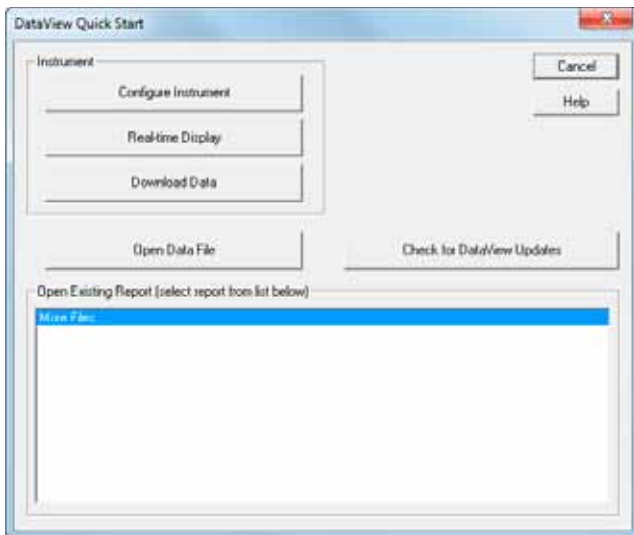 DataView Quick Start
Instrument
Configure Instrument
Real-time Display
Download Data
Cancel
Help
Open Data File
Check for DataView Updates
Open Existing Report (select report from list below)
More Files